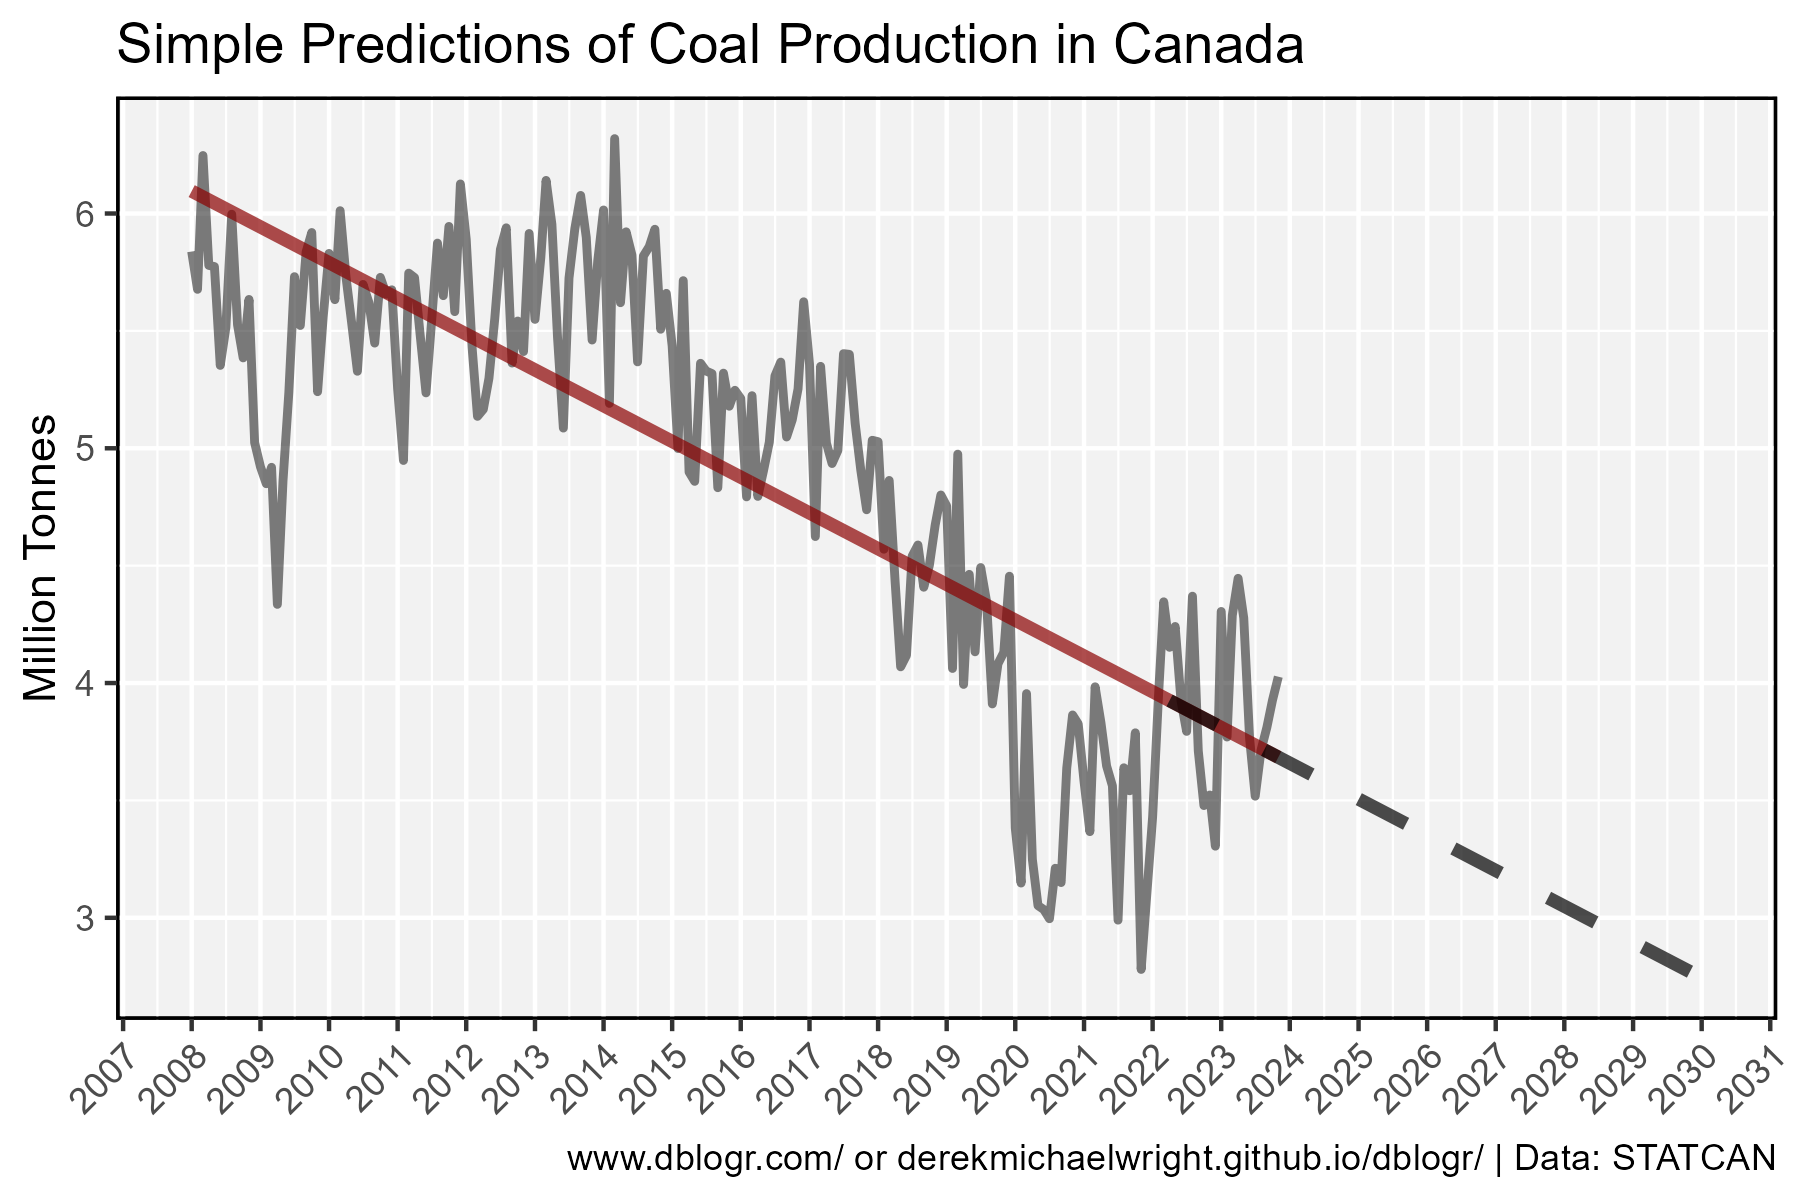 Simple Predictions of Coal Production in Canada
Million Tonnes
6
5
4
3
2007 2008 2009 2010 2011 2012 2013 2014 2015 2016 2017 2018 2019 2020 2021 2022 2023 2024 2025 2026 2027 2028 2029 2030 2031
www.dblogr.com/ or derekmichaelwright.github.io/dblogr/ | Data: STATCAN